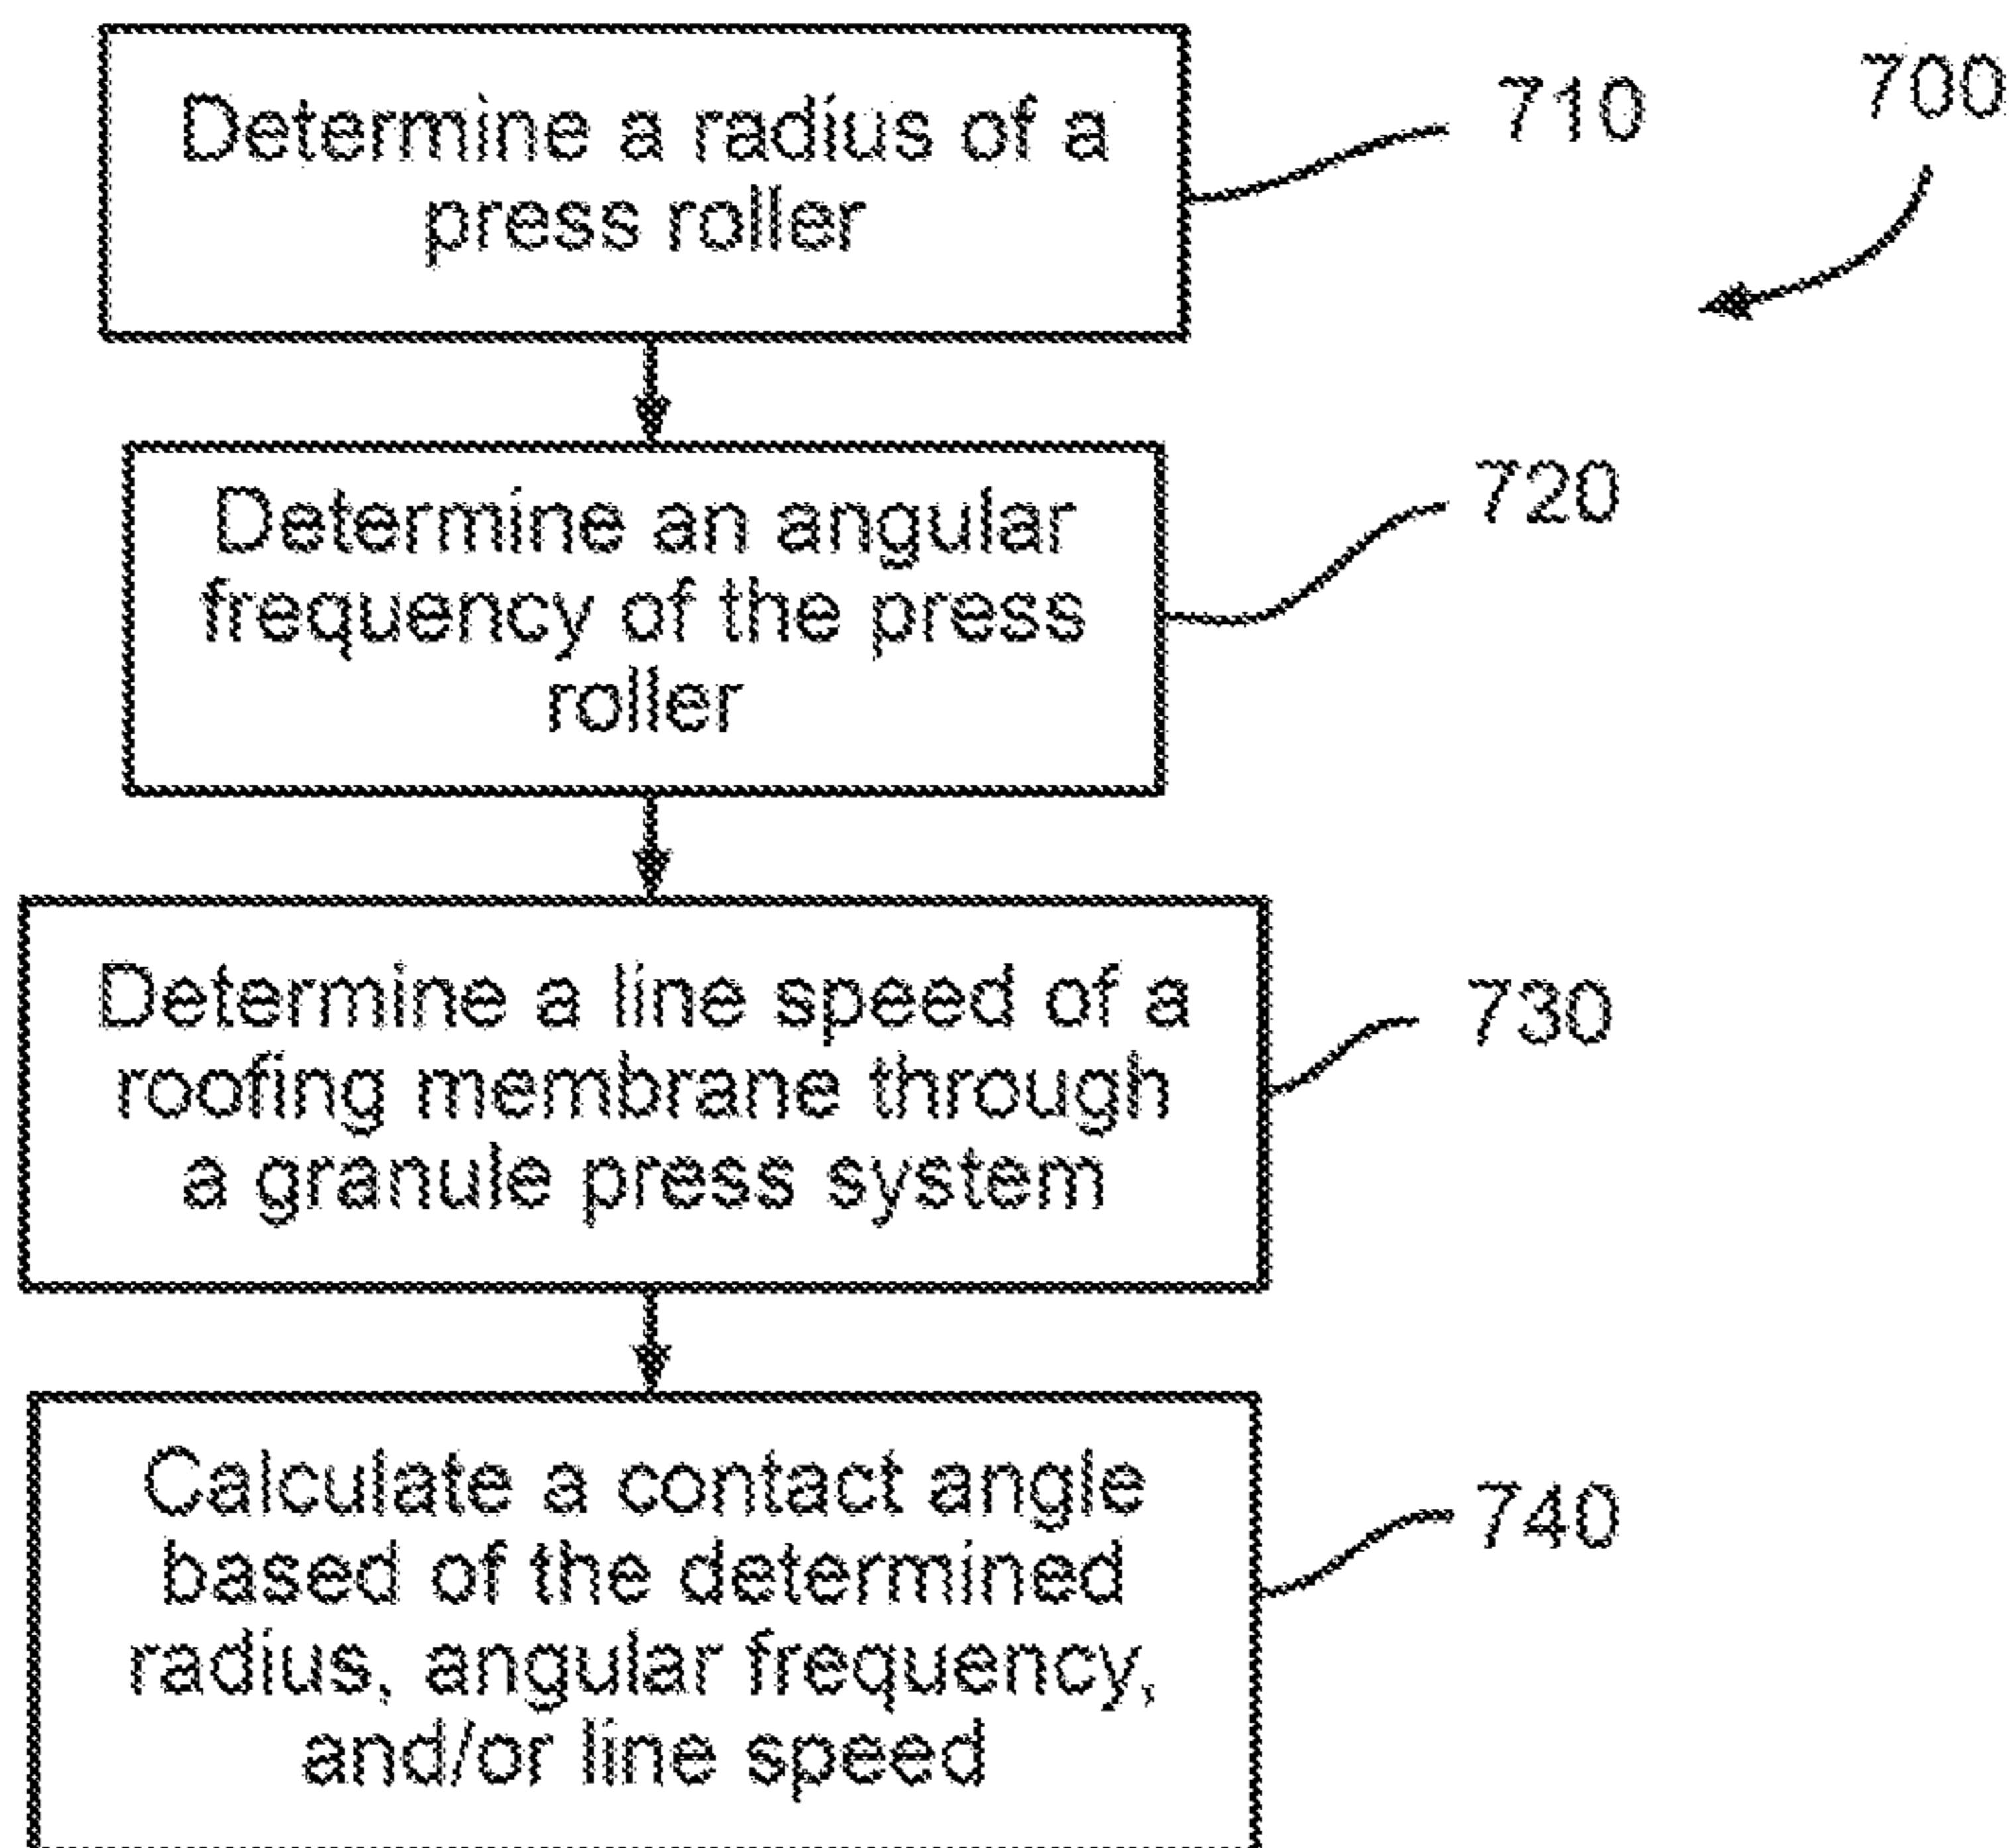 Determine a radius of a
press roller
710
700
Determine an angular
frequency of the press
roller
720
Determine a line speed of a
roofing membrane through
a granule press system
730
Calculate a contact angle
based of the determined
radius, angular frequency,
and/or line speed
740